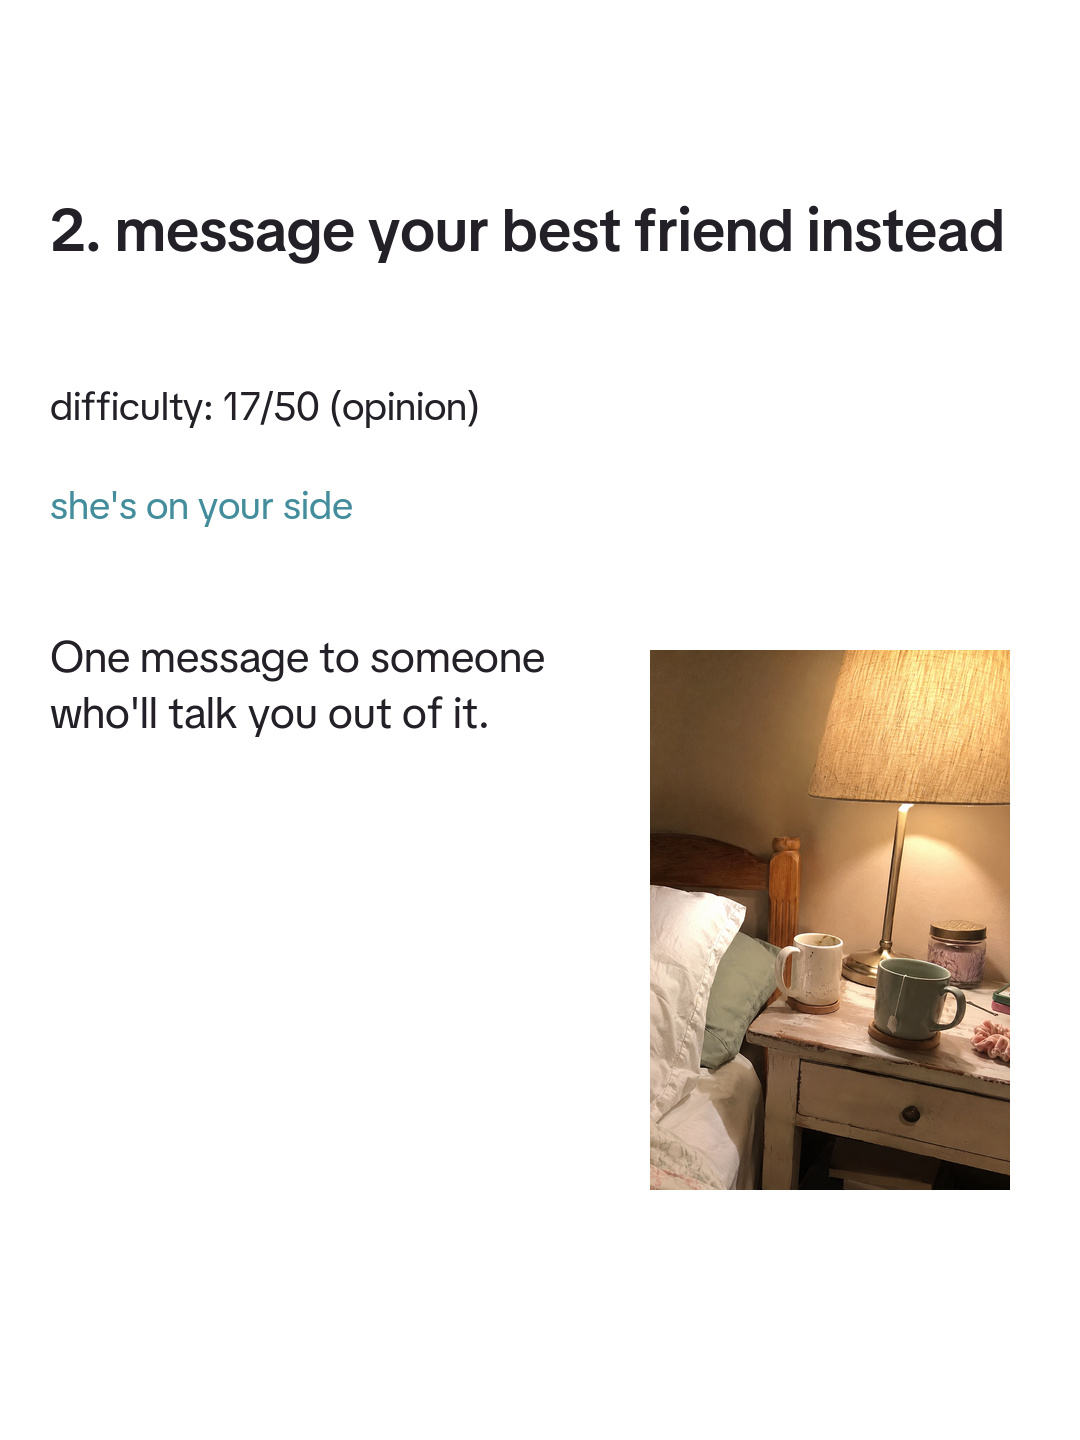 2. message your best friend instead
difficulty: 17/50 (opinion)
she's on your side
One message to someone
who'll talk you out of it.